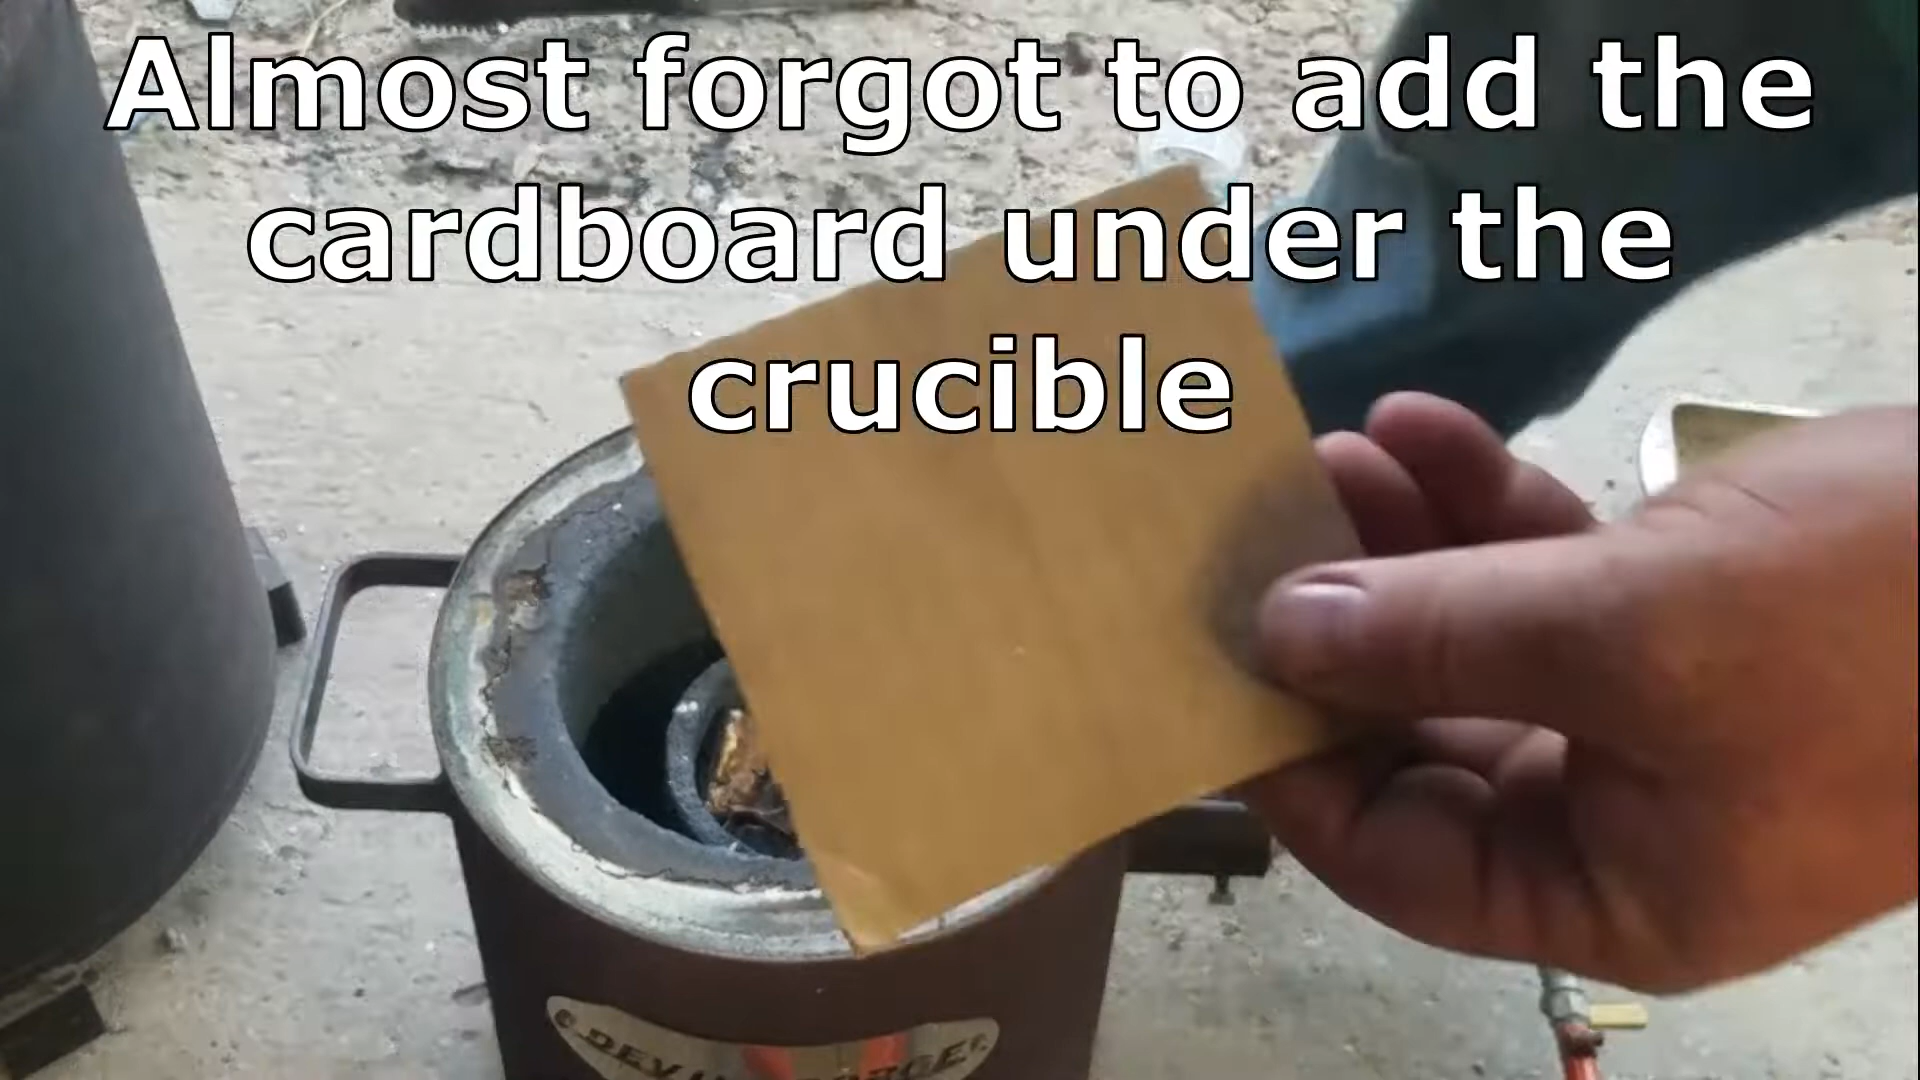 Almost forgot to add the
cardboard under the
crucible